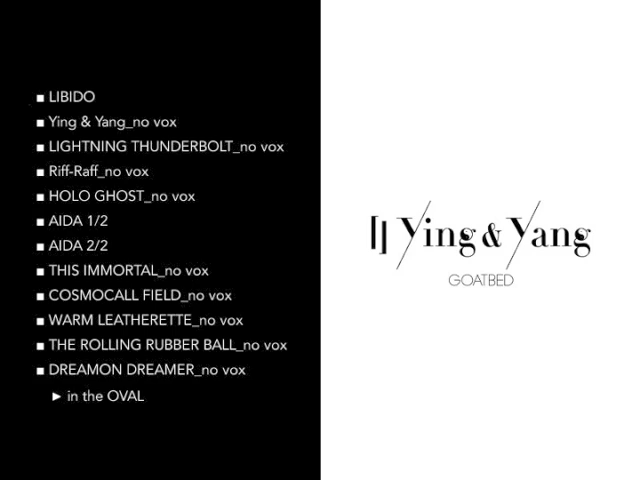 ■ LIBIDO
■ Ying & Yang_no vox
■ LIGHTNING THUNDERBOLT_no vox
■ Riff-Raff_no vox
■ HOLO GHOST_no vox
■ AIDA 1/2
■ AIDA 2/2
■ THIS IMMORTAL_no vox
■ COSMOCALL FIELD_no vox
■ WARM LEATHERETTE_no vox
■ THE ROLLING RUBBER BALL_no vox
■ DREAMON DREAMER_no vox
► in the OVAL
[] Ying & Yang
GOATBED